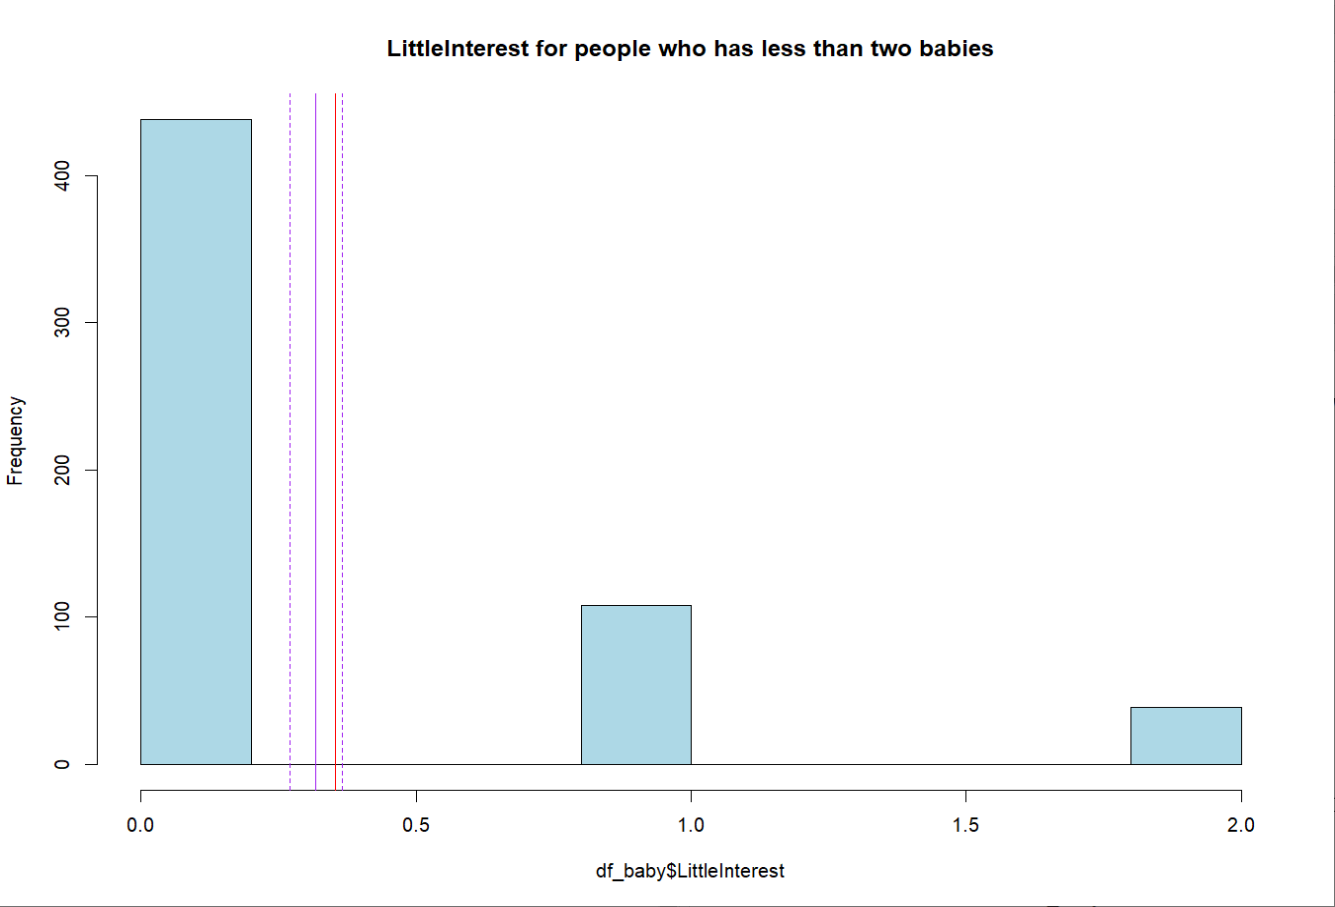 LittleInterest for people who has less than two babies
Frequency
400
300
200
100
0
0.0 0.5 1.0 1.5 2.0
df_baby$LittleInterest